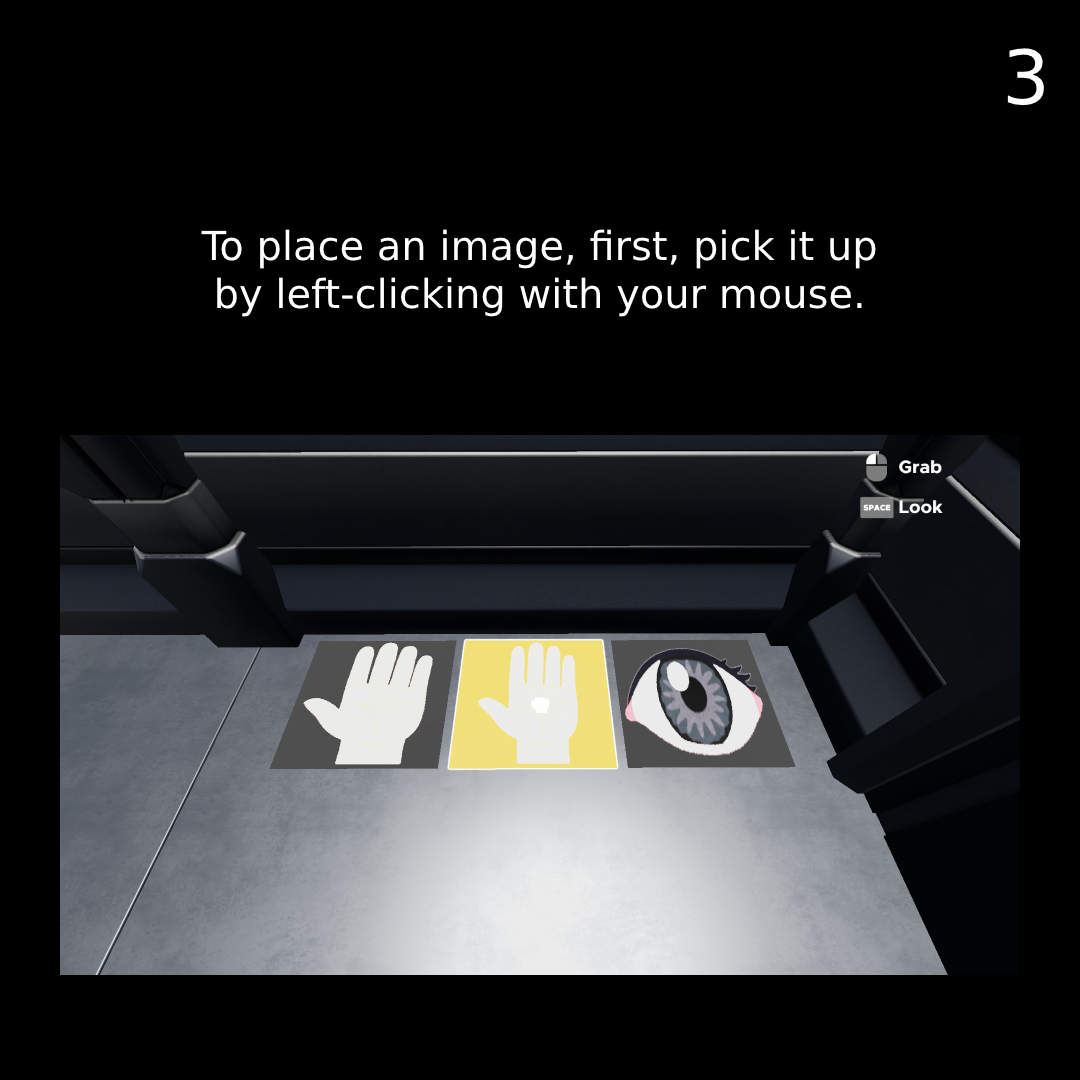 3
To place an image, first, pick it up
by left-clicking with your mouse.
Grab
SPACE Look